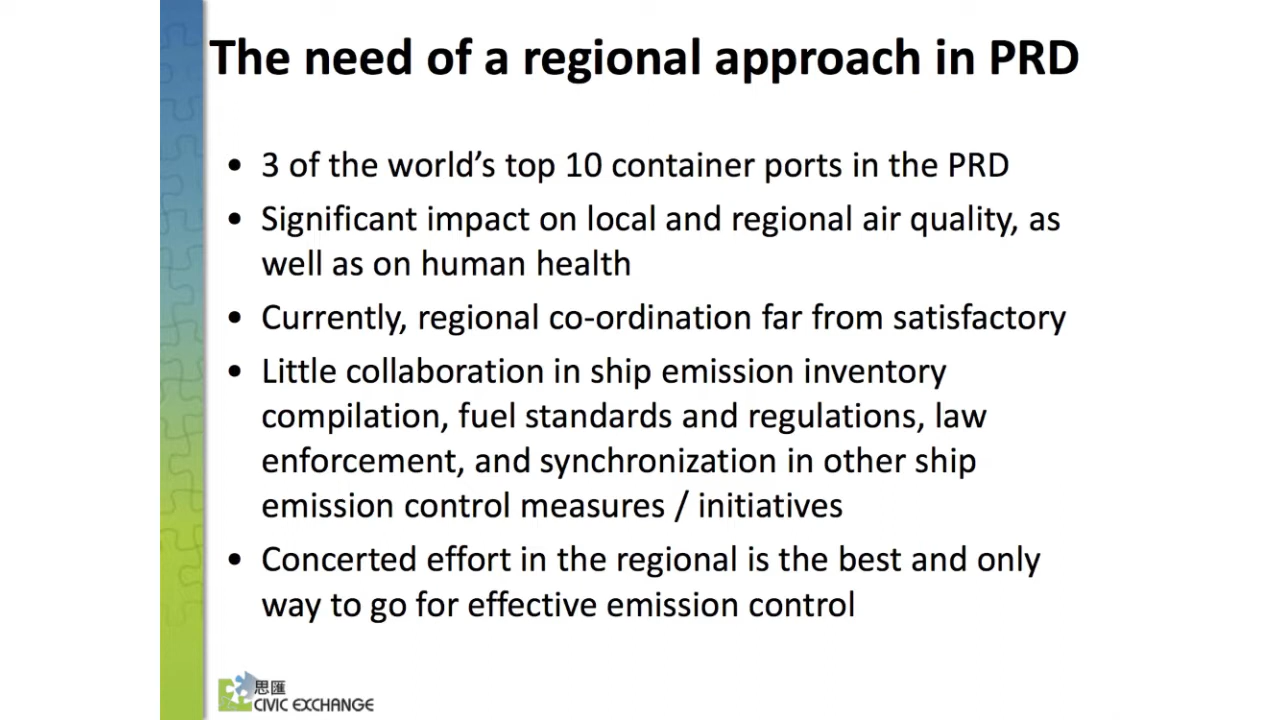 The need of a regional approach in PRD
• 3 of the world's top 10 container ports in the PRD
• Significant impact on local and regional air quality, as
well as on human health
• Currently, regional co-ordination far from satisfactory
• Little collaboration in ship emission inventory
compilation, fuel standards and regulations, law
enforcement, and synchronization in other ship
emission control measures / initiatives
• Concerted effort in the regional is the best and only
way to go for effective emission control
思匯
CIVIC EXCHANGE